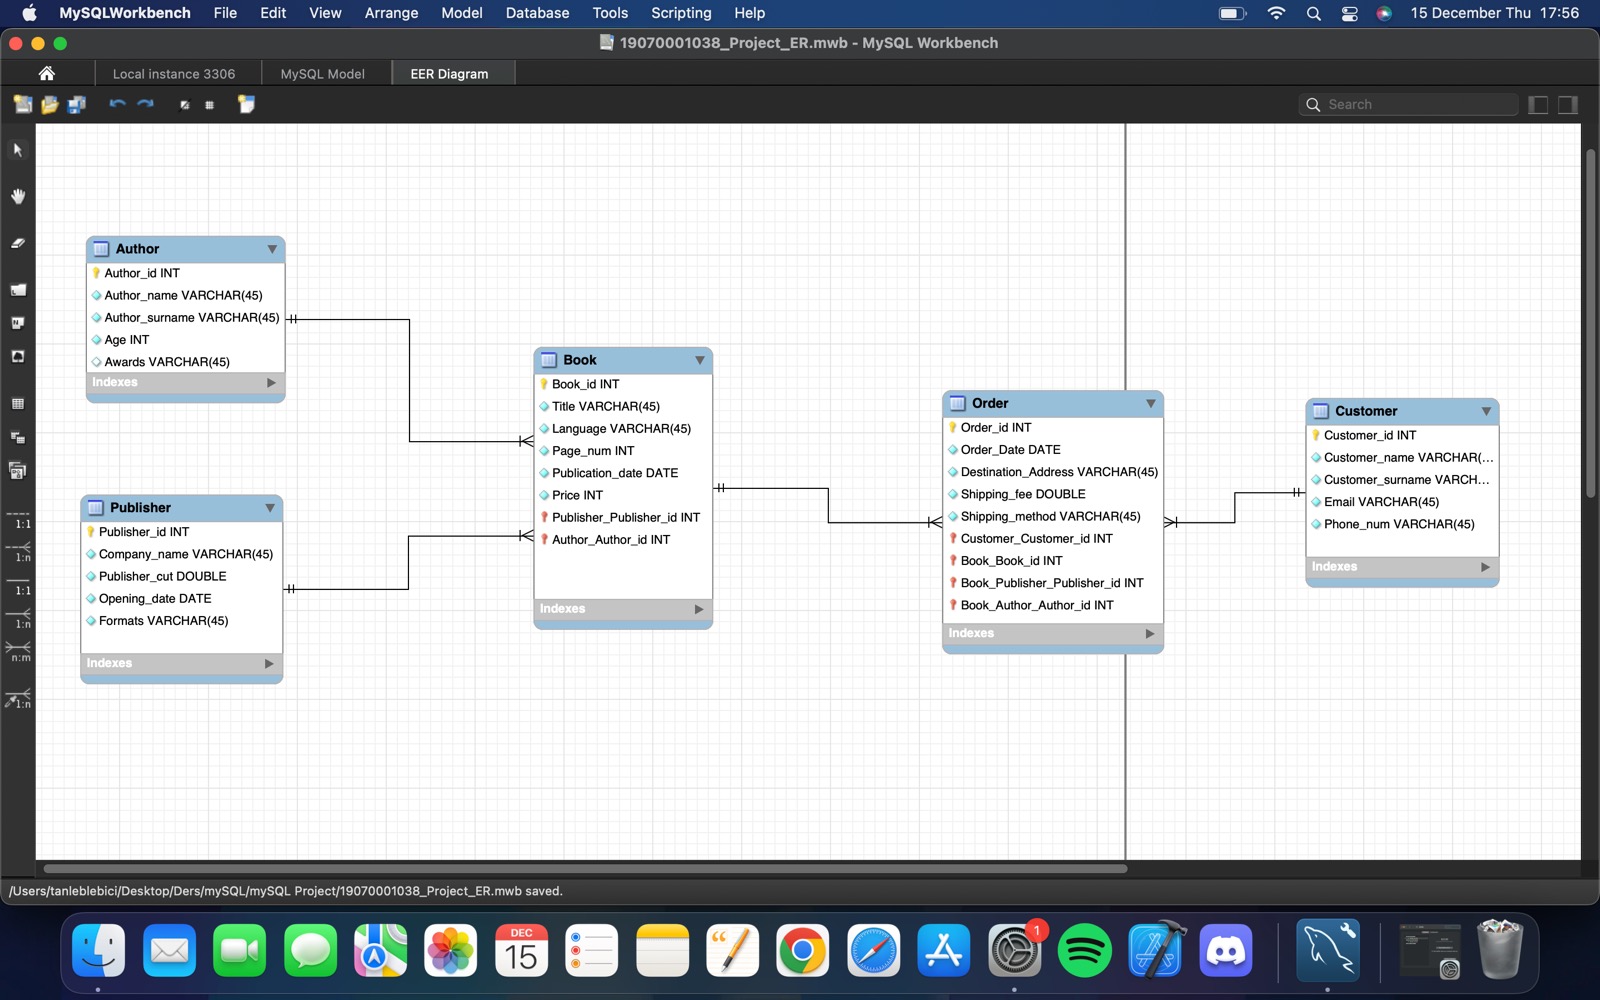 MySQLWorkbench File Edit View Arrange Model Database Tools Scripting Help 15 December Thu 17:56
19070001038_Project_ER.mwb - MySQL Workbench
Local instance 3306 MySQL Model EER Diagram
Search
Author
Author_id INT
Author_name VARCHAR(45)
Author_surname VARCHAR(45)
Age INT
Awards VARCHAR(45)
Indexes
Publisher
Publisher_id INT
Company_name VARCHAR(45)
Publisher_cut DOUBLE
Opening_date DATE
Formats VARCHAR(45)
Indexes
Book
Book_id INT
Title VARCHAR(45)
Language VARCHAR(45)
Page_num INT
Publication_date DATE
Price INT
Publisher_Publisher_id INT
Author_Author_id INT
Indexes
Order
Order_id INT
Order_Date DATE
Destination_Address VARCHAR(45)
Shipping_fee DOUBLE
Shipping_method VARCHAR(45)
Customer_Customer_id INT
Book_Book_id INT
Book_Publisher_Publisher_id INT
Book_Author_Author_id INT
Indexes
Customer
Customer_id INT
Customer_name VARCHAR(...
Customer_surname VARCH...
Email VARCHAR(45)
Phone_num VARCHAR(45)
Indexes
1:1
1:n
1:1
1:n
n:m
1:n
/Users/tanleblebici/Desktop/Ders/mySQL/mySQL Project/19070001038_Project_ER.mwb saved.
DEC
15
1